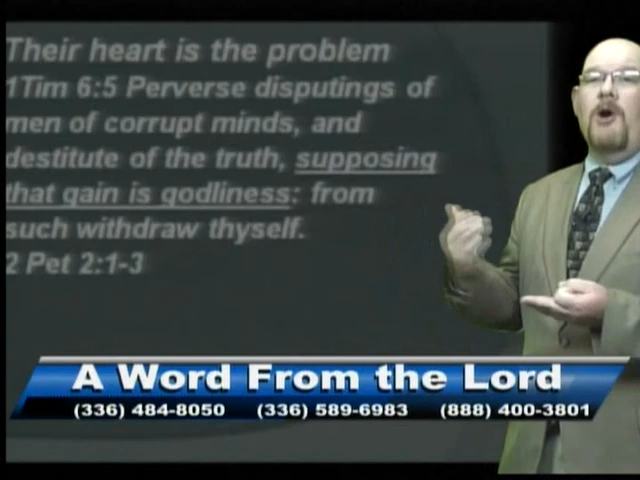 Their heart is the problem
1Tim 6:5 Perverse disputings of
men of corrupt minds, and
destitute of the truth, supposing
that gain is godliness: from
such withdraw thyself.
2 Pet 2:1-3
A Word From the Lord
(336) 484-8050 (336) 589-6983 (888) 400-3801